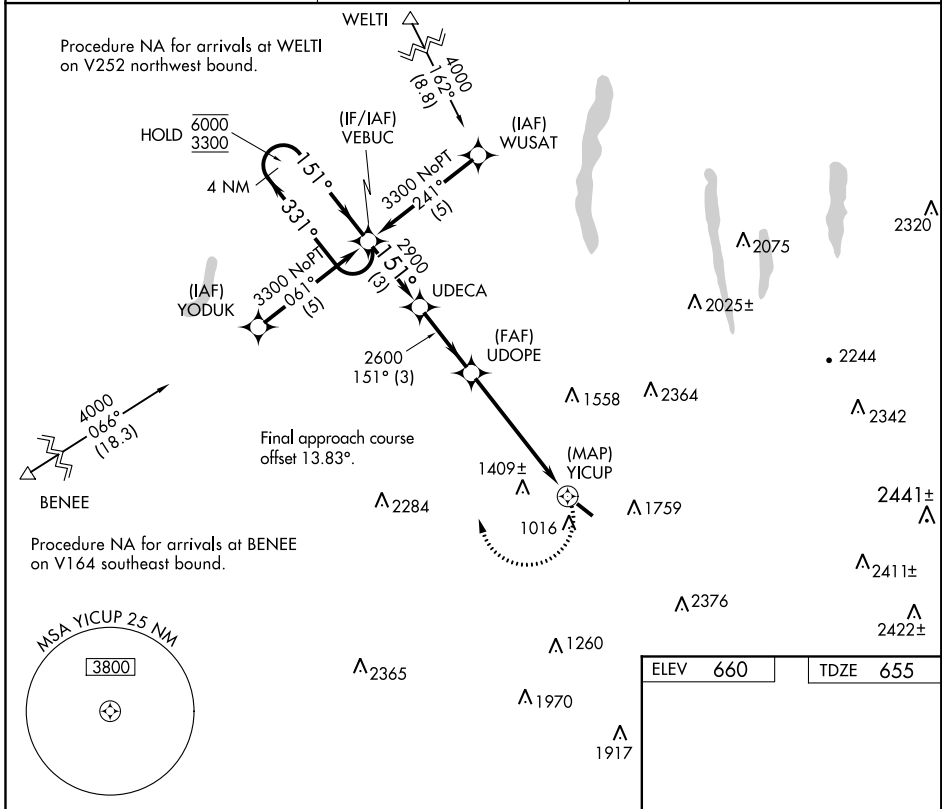 WELTI
Procedure NA for arrivals at WELTI
on V252 northwest bound.
4000
162°
(8.8)
HOLD
6000
3300
(IF/IAF)
VEBUC
(IAF)
WUSAT
4 NM
151°
331°
3300 NoPT
241°
(5)
2320
2075
2900
151°
(3)
(IAF)
YODUK
3300 NoPT
061°
(5)
UDECA
2025±
(FAF)
UDOPE
2600
151° (3)
2244
1558
2364
2342
4000
066°
(18.3)
BENEE
Final approach course
offset 13.83°.
(MAP)
YICUP
1409±
2284
1016
1759
2441±
Procedure NA for arrivals at BENEE
on V164 southeast bound.
2411±
2376
2422±
MSA YICUP 25 NM
3800
1260
2365
1970
1917
ELEV 660
TDZE 655